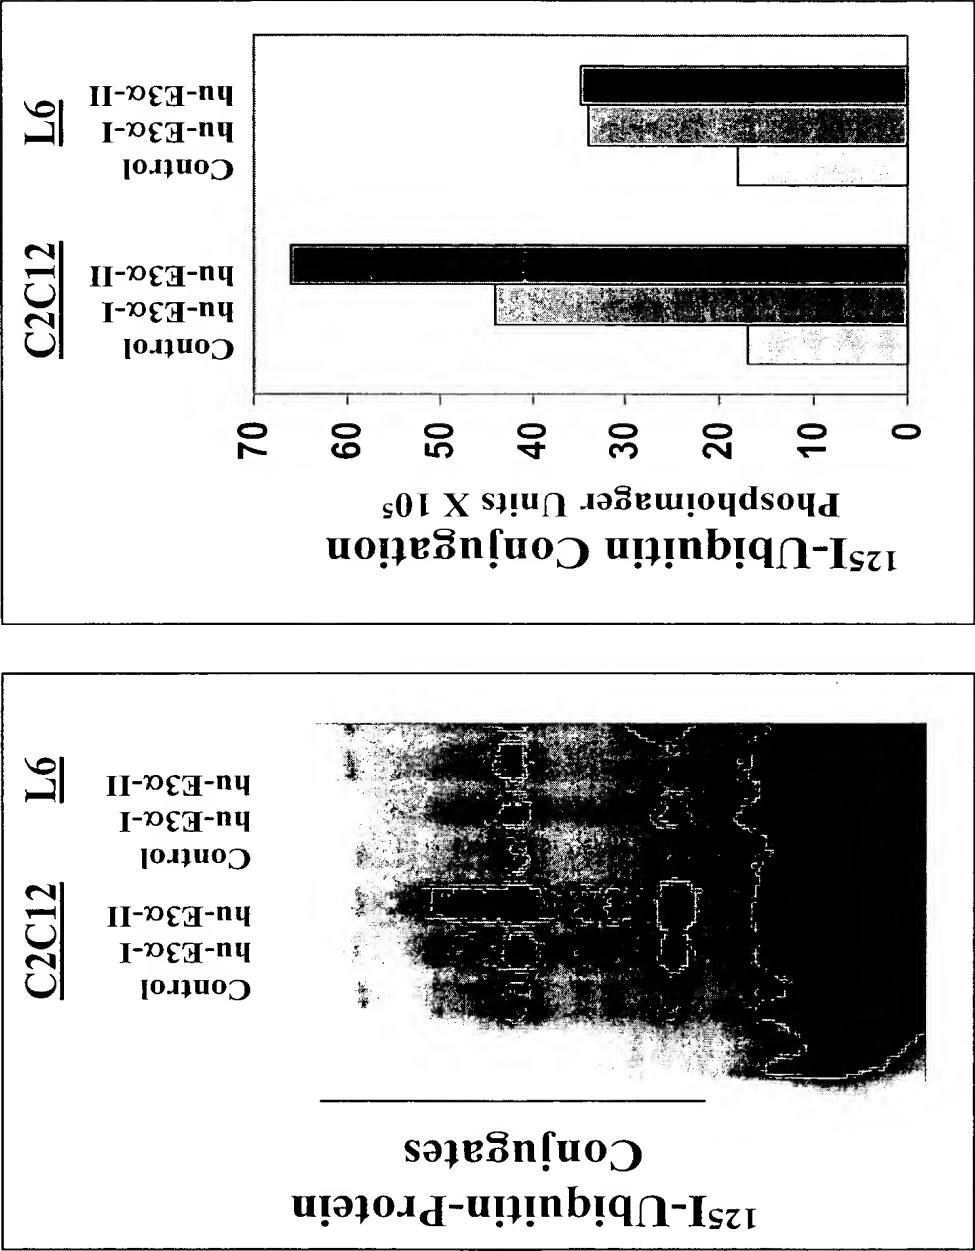 ¹²⁵I-Ubiquitin-Protein
Conjugates
C2C12
Control
hu-E3α-I
hu-E3α-II
L6
Control
hu-E3α-I
hu-E3α-II
¹²⁵I-Ubiquitin Conjugation
Phosphoimager Units X 10⁵
0
10
20
30
40
50
60
70
C2C12
Control
hu-E3α-I
hu-E3α-II
L6
Control
hu-E3α-I
hu-E3α-II